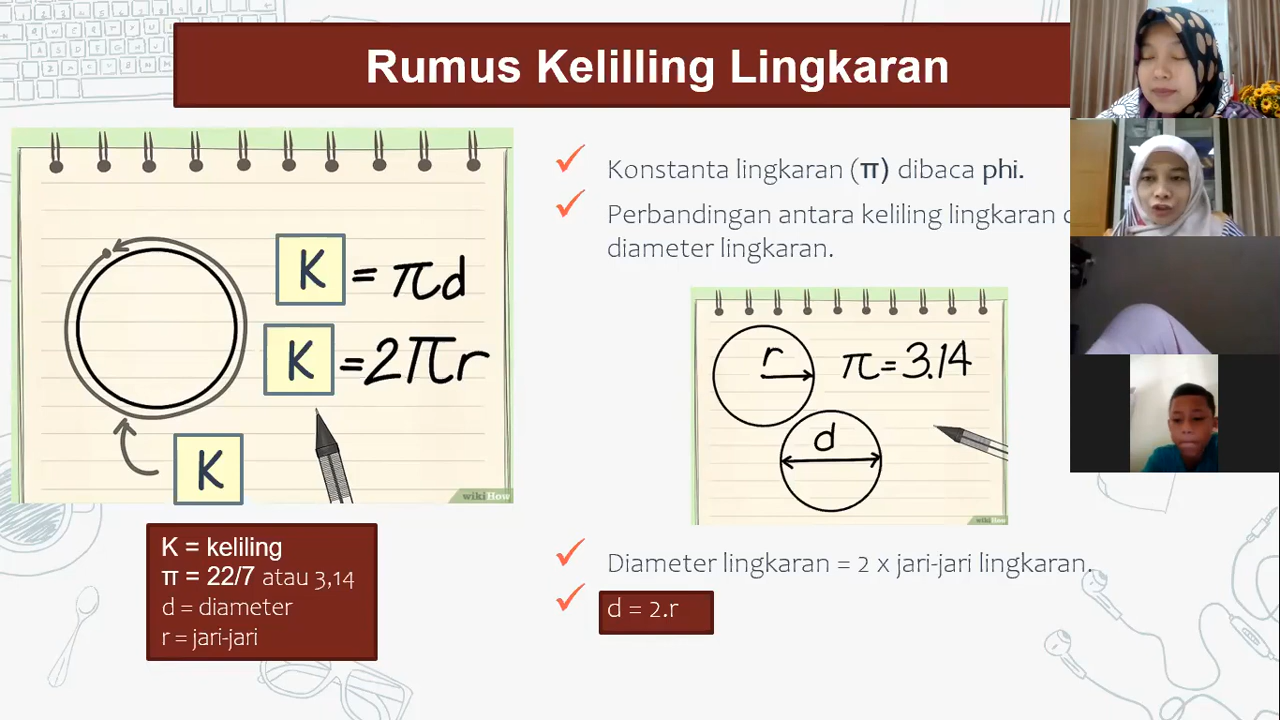 Rumus Kelilling Lingkaran
K = πd
K =2πr
K
wikiHow
K = keliling
π = 22/7 atau 3,14
d = diameter
r = jari-jari
Konstanta lingkaran (π) dibaca phi.
Perbandingan antara keliling lingkaran
diameter lingkaran.
r
π=3.14
d
wikiHow
Diameter lingkaran = 2 x jari-jari lingkaran.
d = 2.r